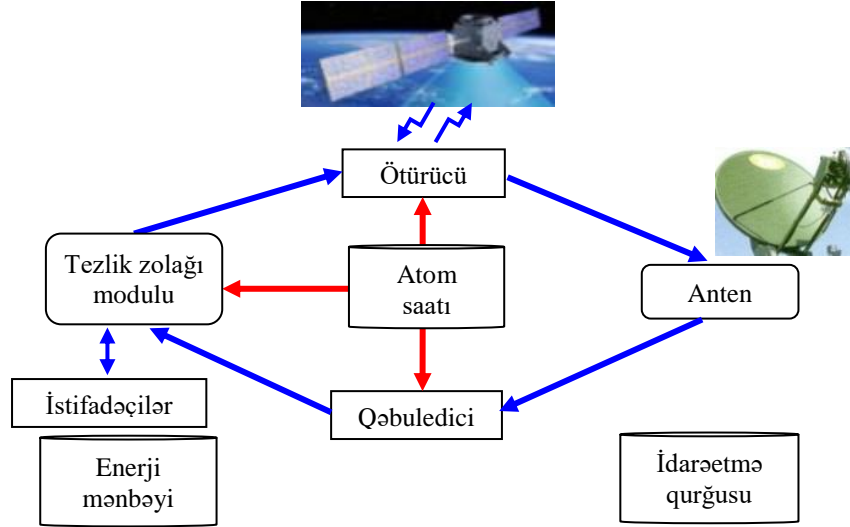 Ötürücü
Tezlik zolağı
modulu
Atom
saatı
Anten
İstifadəçilər
Qəbuledici
Enerji
mənbəyi
İdarəetmə
qurğusu